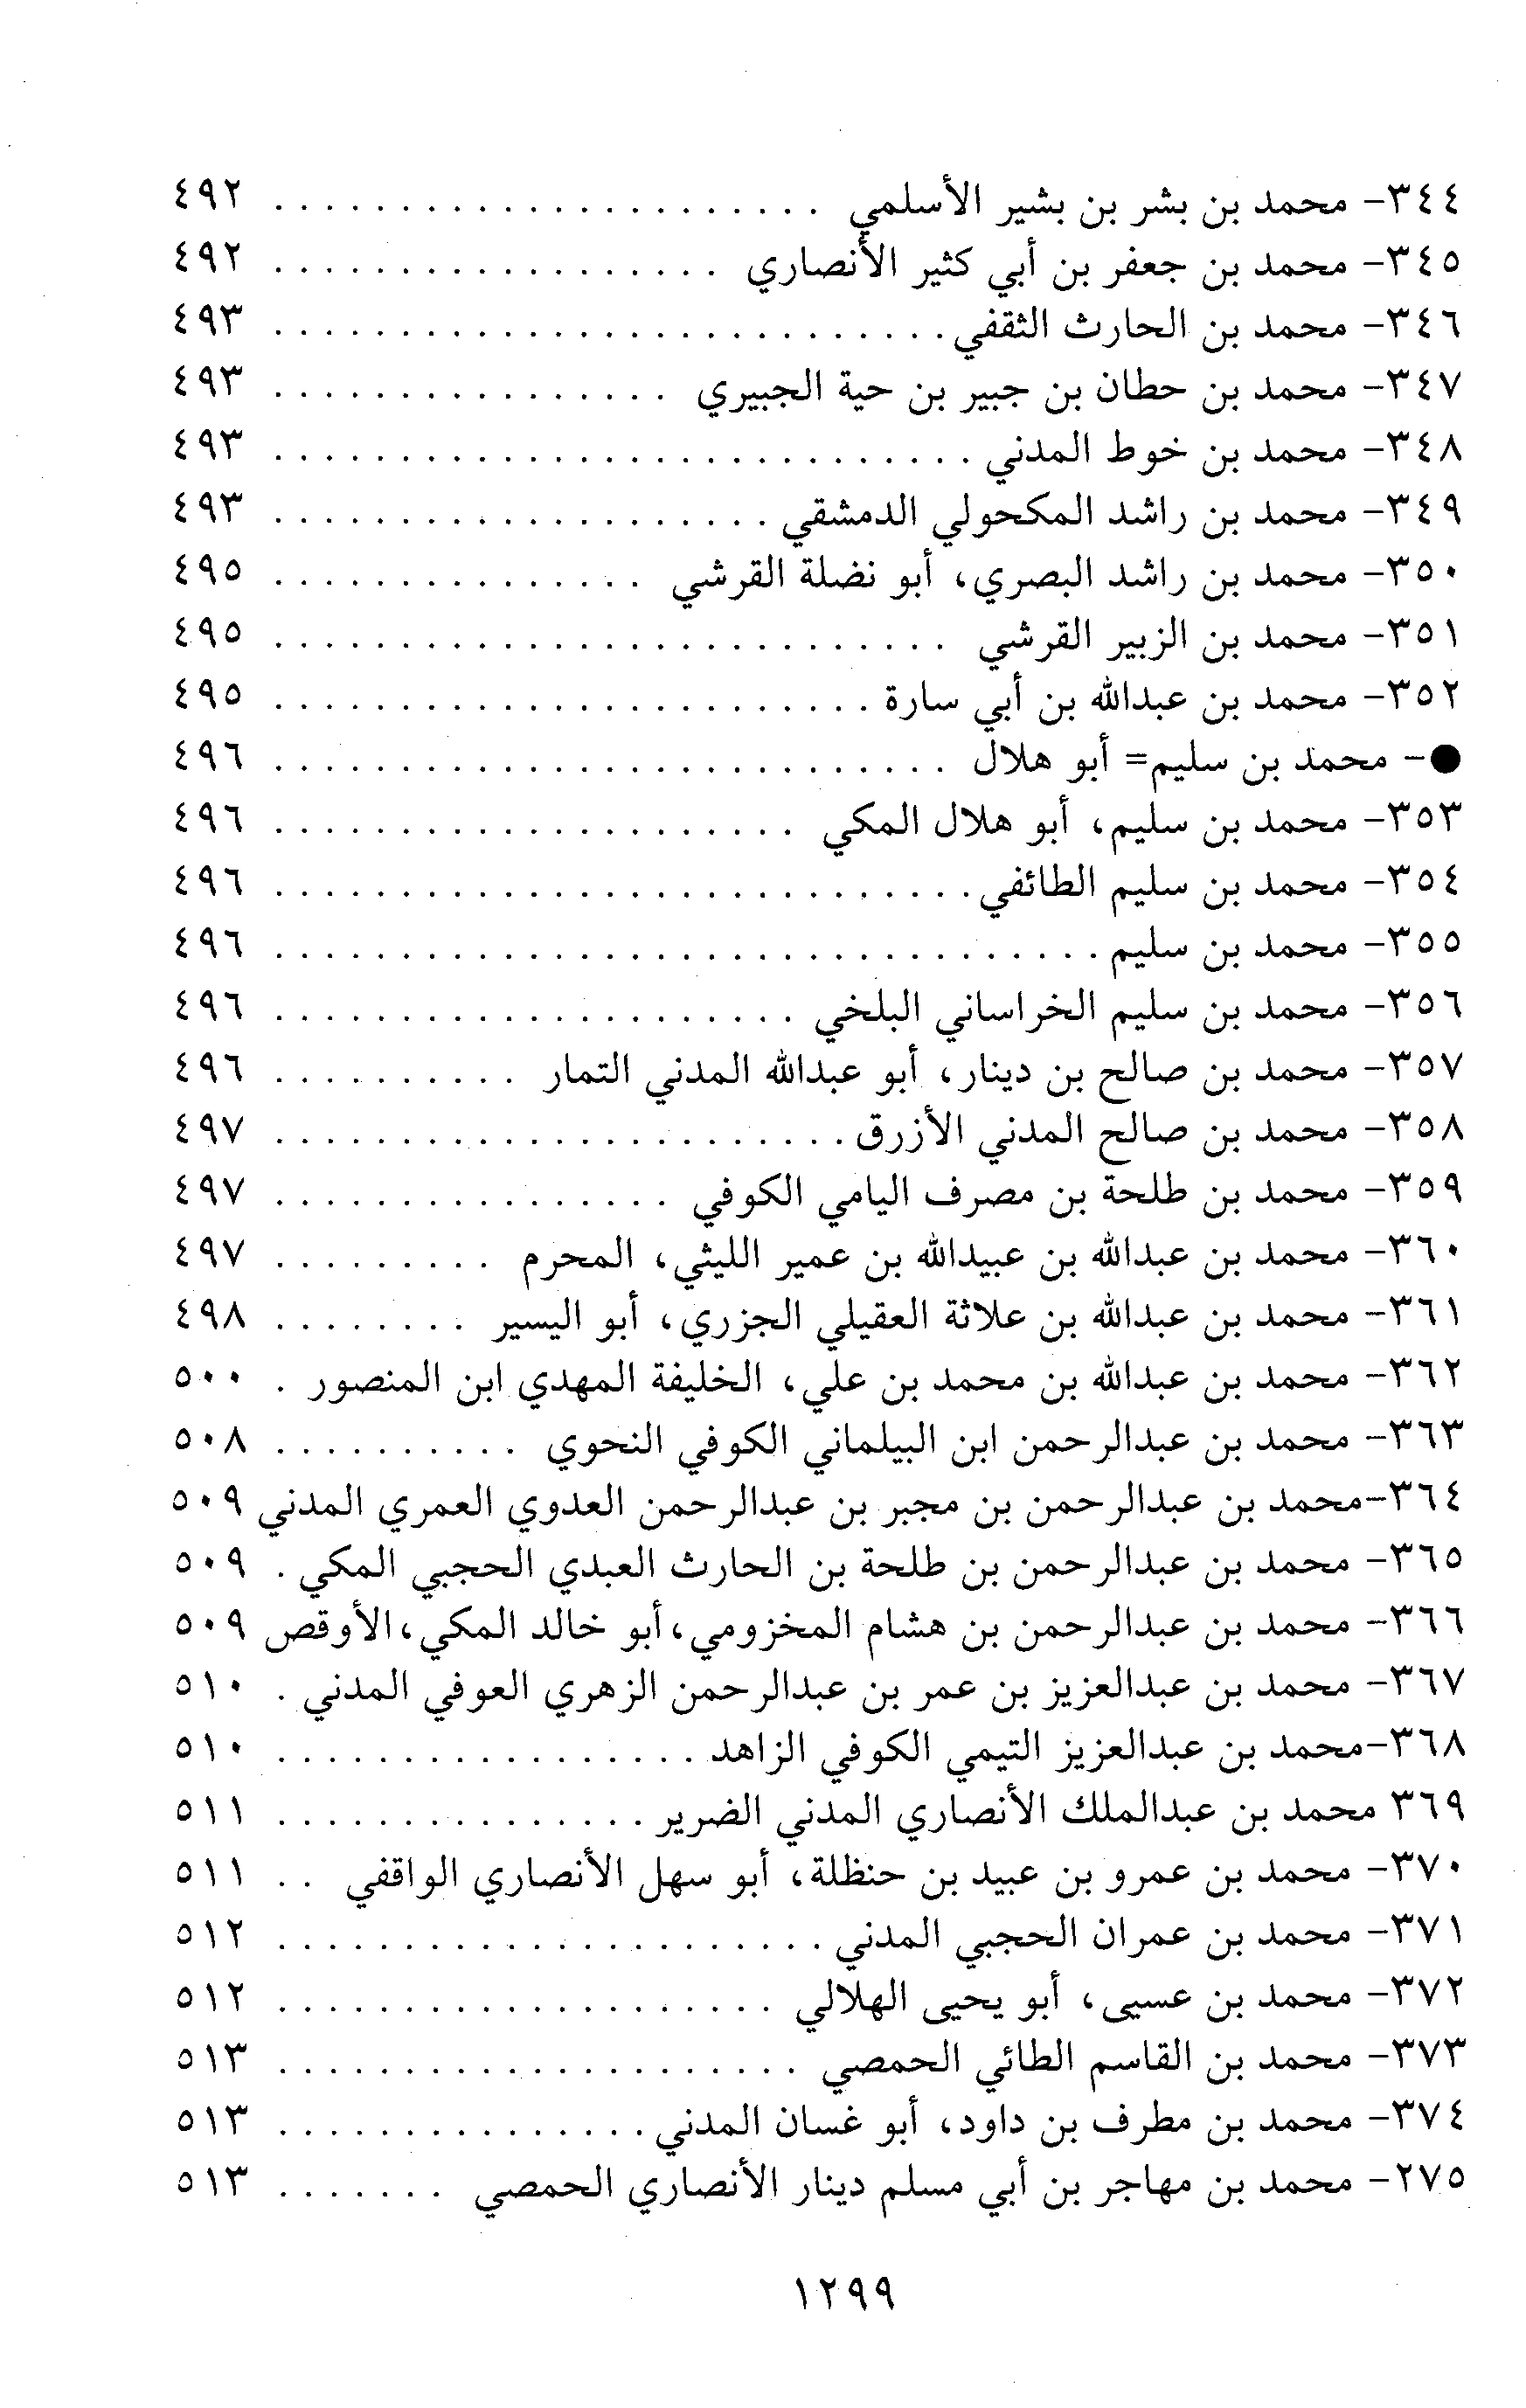 ٣٤٤- محمد بن بشر بن بشير الأسلمي . . . . . . . . . . . . . . . . . . . . . . ٤٩٢
٣٤٥- محمد بن جعفر بن أبي كثير الأنصاري . . . . . . . . . . . . . . . . . . ٤٩٢
٣٤٦- محمد بن الحارث الثقفي . . . . . . . . . . . . . . . . . . . . . . . . . . . ٤٩٣
٣٤٧- محمد بن حطان بن جبير بن حية الجبيري . . . . . . . . . . . . . . . . ٤٩٣
٣٤٨- محمد بن خوط المدني . . . . . . . . . . . . . . . . . . . . . . . . . . . . ٤٩٣
٣٤٩- محمد بن راشد المكحولي الدمشقي . . . . . . . . . . . . . . . . . . . . ٤٩٣
٣٥٠- محمد بن راشد البصري، أبو نضلة القرشي . . . . . . . . . . . . . . . ٤٩٥
٣٥١- محمد بن الزبير القرشي . . . . . . . . . . . . . . . . . . . . . . . . . . . ٤٩٥
٣٥٢- محمد بن عبدالله بن أبي سارة . . . . . . . . . . . . . . . . . . . . . . . . ٤٩٥
●- محمد بن سليم= أبو هلال . . . . . . . . . . . . . . . . . . . . . . . . . . . ٤٩٦
٣٥٣- محمد بن سليم، أبو هلال المكي . . . . . . . . . . . . . . . . . . . . . ٤٩٦
٣٥٤- محمد بن سليم الطائفي . . . . . . . . . . . . . . . . . . . . . . . . . . . . ٤٩٦
٣٥٥- محمد بن سليم . . . . . . . . . . . . . . . . . . . . . . . . . . . . . . . . . ٤٩٦
٣٥٦- محمد بن سليم الخراساني البلخي . . . . . . . . . . . . . . . . . . . . . ٤٩٦
٣٥٧- محمد بن صالح بن دينار، أبو عبدالله المدني التمار . . . . . . . . . . ٤٩٦
٣٥٨- محمد بن صالح المدني الأزرق . . . . . . . . . . . . . . . . . . . . . . . ٤٩٧
٣٥٩- محمد بن طلحة بن مصرف اليامي الكوفي . . . . . . . . . . . . . . . . ٤٩٧
٣٦٠- محمد بن عبدالله بن عبيدالله بن عمير الليثي، المحرم . . . . . . . . . ٤٩٧
٣٦١- محمد بن عبدالله بن علاثة العقيلي الجزري، أبو اليسير . . . . . . . . ٤٩٨
٣٦٢- محمد بن عبدالله بن محمد بن علي، الخليفة المهدي ابن المنصور . ٥٠٠
٣٦٣- محمد بن عبدالرحمن ابن البيلماني الكوفي النحوي . . . . . . . . . . ٥٠٨
٣٦٤-محمد بن عبدالرحمن بن مجبر بن عبدالرحمن العدوي العمري المدني ٥٠٩
٣٦٥- محمد بن عبدالرحمن بن طلحة بن الحارث العبدي الحجبي المكي . ٥٠٩
٣٦٦- محمد بن عبدالرحمن بن هشام المخزومي،أبو خالد المكي،الأوقص ٥٠٩
٣٦٧- محمد بن عبدالعزيز بن عمر بن عبدالرحمن الزهري العوفي المدني . ٥١٠
٣٦٨-محمد بن عبدالعزيز التيمي الكوفي الزاهد . . . . . . . . . . . . . . . . . ٥١٠
٣٦٩ محمد بن عبدالملك الأنصاري المدني الضرير . . . . . . . . . . . . . . . ٥١١
٣٧٠- محمد بن عمرو بن عبيد بن حنظلة، أبو سهل الأنصاري الواقفي . . ٥١١
٣٧١- محمد بن عمران الحجبي المدني . . . . . . . . . . . . . . . . . . . . . . ٥١٢
٣٧٢- محمد بن عسيى، أبو يحيى الهلالي . . . . . . . . . . . . . . . . . . . . ٥١٢
٣٧٣- محمد بن القاسم الطائي الحمصي . . . . . . . . . . . . . . . . . . . . . ٥١٣
٣٧٤- محمد بن مطرف بن داود، أبو غسان المدني . . . . . . . . . . . . . . . ٥١٣
٢٧٥- محمد بن مهاجر بن أبي مسلم دينار الأنصاري الحمصي . . . . . . . ٥١٣
١٢٩٩